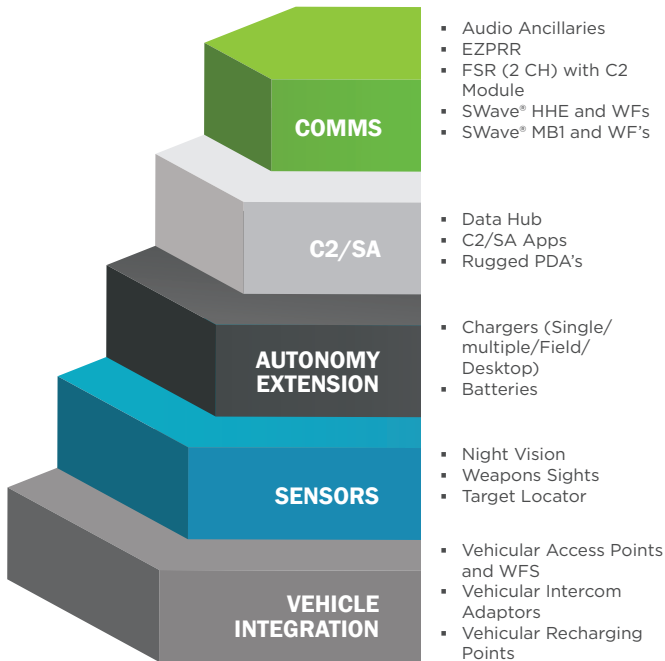 COMMS
▪ Audio Ancillaries
▪ EZPRR
▪ FSR (2 CH) with C2
Module
▪ SWave® HHE and WFs
▪ SWave® MB1 and WF's
C2/SA
▪ Data Hub
▪ C2/SA Apps
▪ Rugged PDA's
AUTONOMY
EXTENSION
▪ Chargers (Single/
multiple/Field/
Desktop)
▪ Batteries
SENSORS
▪ Night Vision
▪ Weapons Sights
▪ Target Locator
VEHICLE
INTEGRATION
▪ Vehicular Access Points
and WFS
▪ Vehicular Intercom
Adaptors
▪ Vehicular Recharging
Points